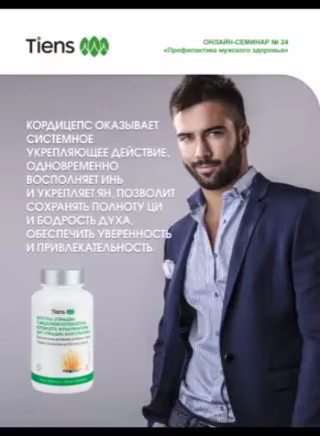 Tiens
ОНЛАЙН-СЕМИНАР № 24
«Профилактика мужского здоровья»
КОРДИЦЕПС ОКАЗЫВАЕТ
СИСТЕМНОЕ
УКРЕПЛЯЮЩЕЕ ДЕЙСТВИЕ,
ОДНОВРЕМЕННО
ВОСПОЛНЯЕТ ИНЬ
И УКРЕПЛЯЕТ ЯН, ПОЗВОЛИТ
СОХРАНЯТЬ ПОЛНОТУ ЦИ
И БОДРОСТЬ ДУХА,
ОБЕСПЕЧИТЬ УВЕРЕННОСТЬ
И ПРИВЛЕКАТЕЛЬНОСТЬ.
Tiens